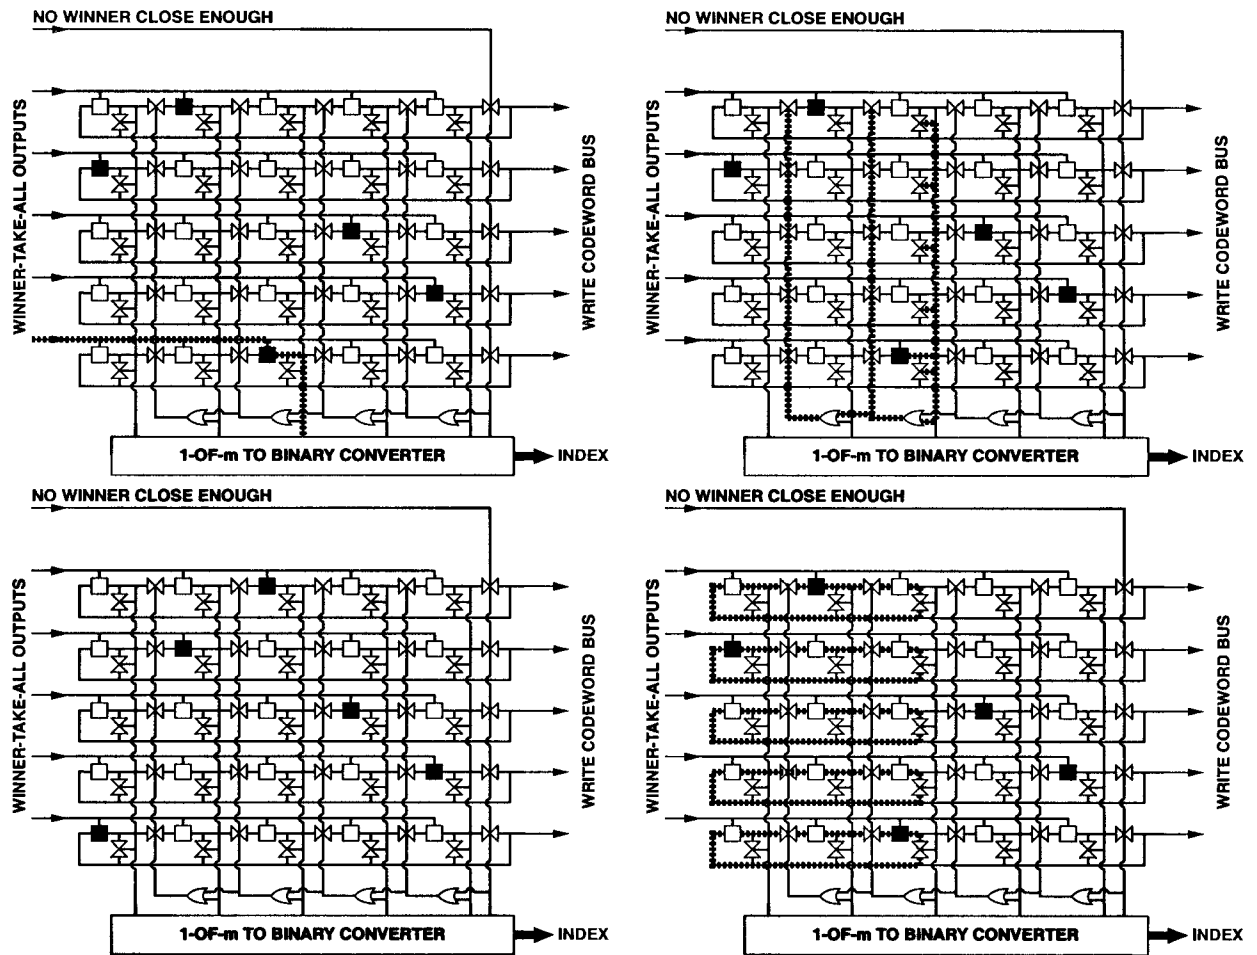 NO WINNER CLOSE ENOUGH
WINNER-TAKE-ALL OUTPUTS
WRITE CODEWORD BUS
1-OF-m TO BINARY CONVERTER
INDEX
NO WINNER CLOSE ENOUGH
WINNER-TAKE-ALL OUTPUTS
WRITE CODEWORD BUS
1-OF-m TO BINARY CONVERTER
INDEX
NO WINNER CLOSE ENOUGH
WINNER-TAKE-ALL OUTPUTS
WRITE CODEWORD BUS
1-OF-m TO BINARY CONVERTER
INDEX
NO WINNER CLOSE ENOUGH
WINNER-TAKE-ALL OUTPUTS
WRITE CODEWORD BUS
1-OF-m TO BINARY CONVERTER
INDEX